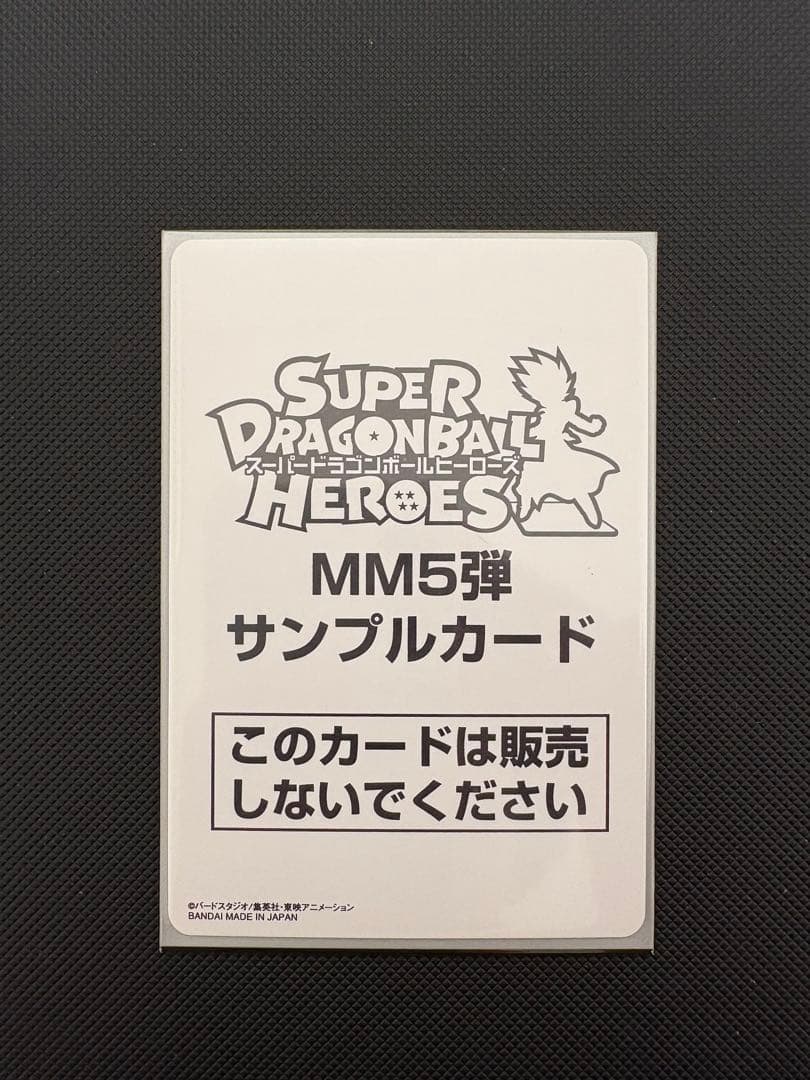 SUPER
DRAGONBALL
スーパードラゴンボールヒーローズ
HEROES
MM5弾
サンプルカード
このカードは販売
しないでください
©バードスタジオ/集英社・東映アニメーション
BANDAI MADE IN JAPAN